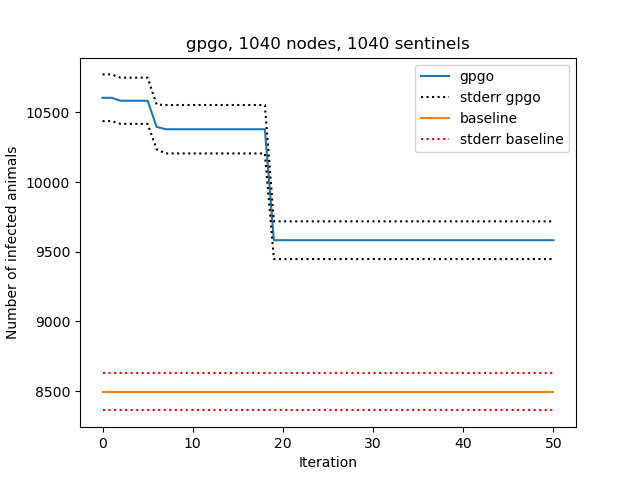 gpgo, 1040 nodes, 1040 sentinels
gpgo
stderr gpgo
baseline
stderr baseline
Number of infected animals
10500
10000
9500
9000
8500
0 10 20 30 40 50
Iteration